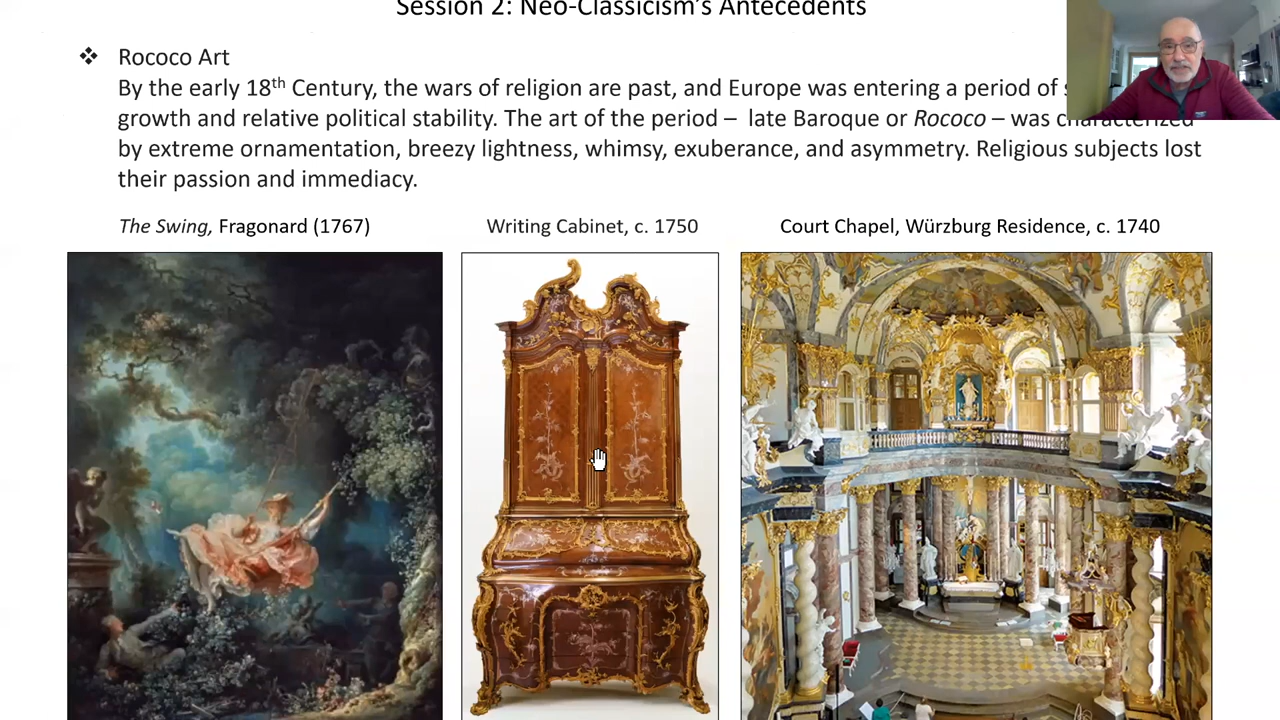 Session 2: Neo-Classicism's Antecedents
❖ Rococo Art
By the early 18th Century, the wars of religion are past, and Europe was entering a period of
growth and relative political stability. The art of the period – late Baroque or Rococo – was characterized
by extreme ornamentation, breezy lightness, whimsy, exuberance, and asymmetry. Religious subjects lost
their passion and immediacy.
The Swing, Fragonard (1767)
Writing Cabinet, c. 1750
Court Chapel, Würzburg Residence, c. 1740